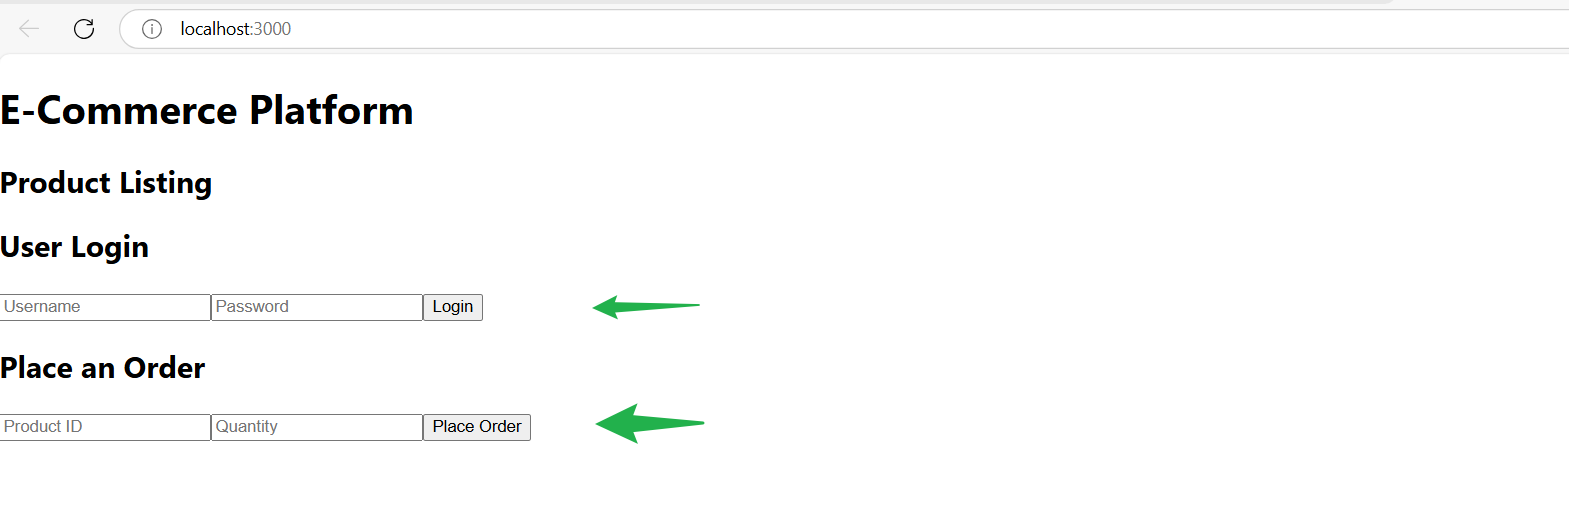 localhost:3000
E-Commerce Platform
Product Listing
User Login
Username Password Login
Place an Order
Product ID Quantity Place Order